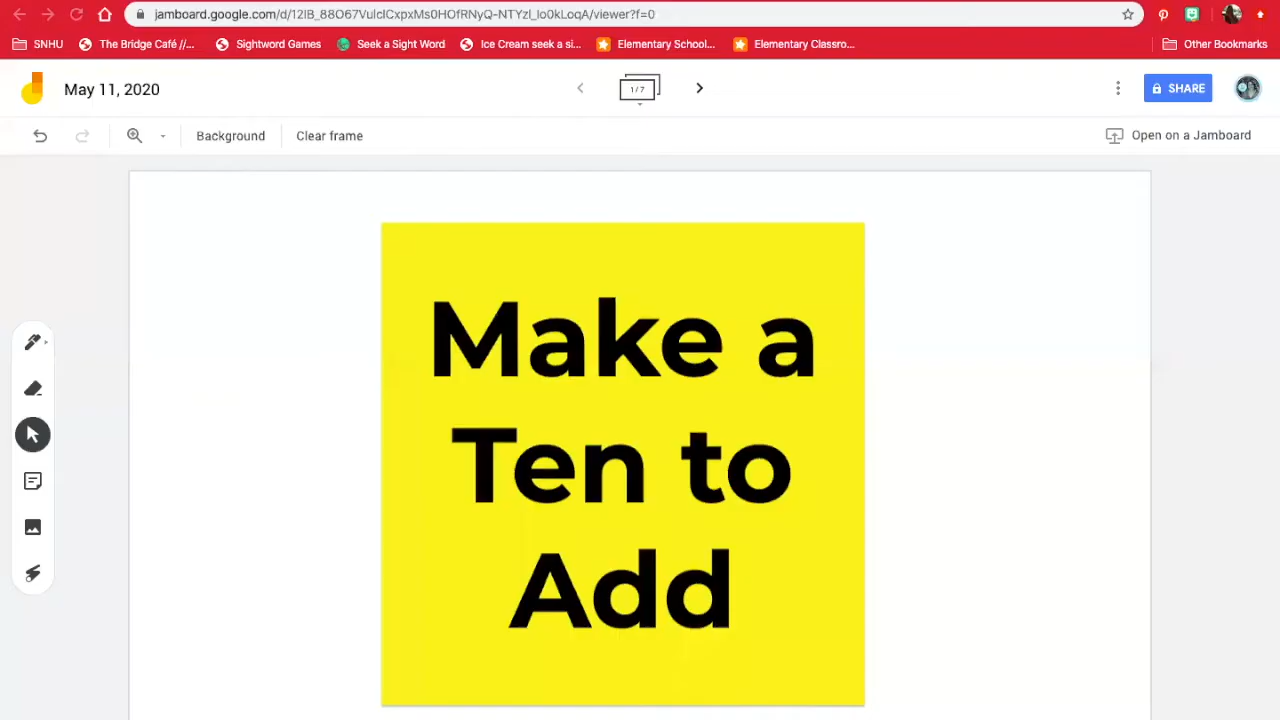 jamboard.google.com/d/12IB_88O67VulcICxpxMs0HOfRNyQ-NTYzI_lo0kLoqA/viewer?f=0
SNHU The Bridge Café //... Sightword Games Seek a Sight Word Ice Cream seek a si... Elementary School... Elementary Classro... Other Bookmarks
May 11, 2020 1/7 SHARE
Background Clear frame Open on a Jamboard
Make a
Ten to
Add